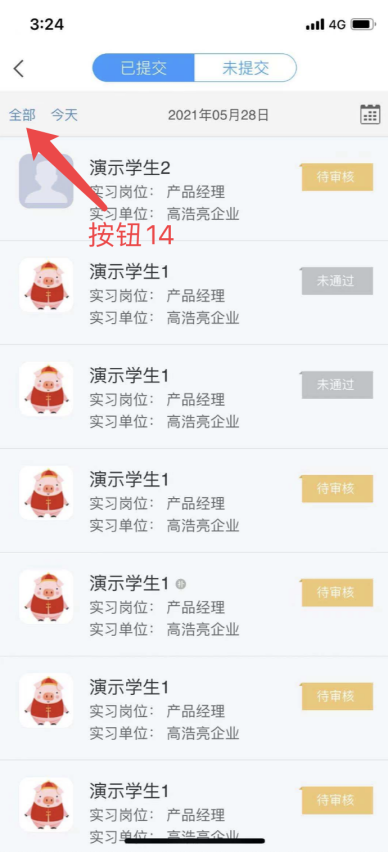 3:24
4G
已提交
未提交
全部
今天
2021年05月28日
演示学生2
待审核
实习岗位： 产品经理
实习单位： 高浩亮企业
按钮14
演示学生1
未通过
实习岗位： 产品经理
实习单位： 高浩亮企业
演示学生1
未通过
实习岗位： 产品经理
实习单位： 高浩亮企业
演示学生1
待审核
实习岗位： 产品经理
实习单位： 高浩亮企业
演示学生1
待审核
实习岗位： 产品经理
实习单位： 高浩亮企业
演示学生1
待审核
实习岗位： 产品经理
实习单位： 高浩亮企业
演示学生1
待审核
实习岗位： 产品经理
实习单位： 高浩亮企业